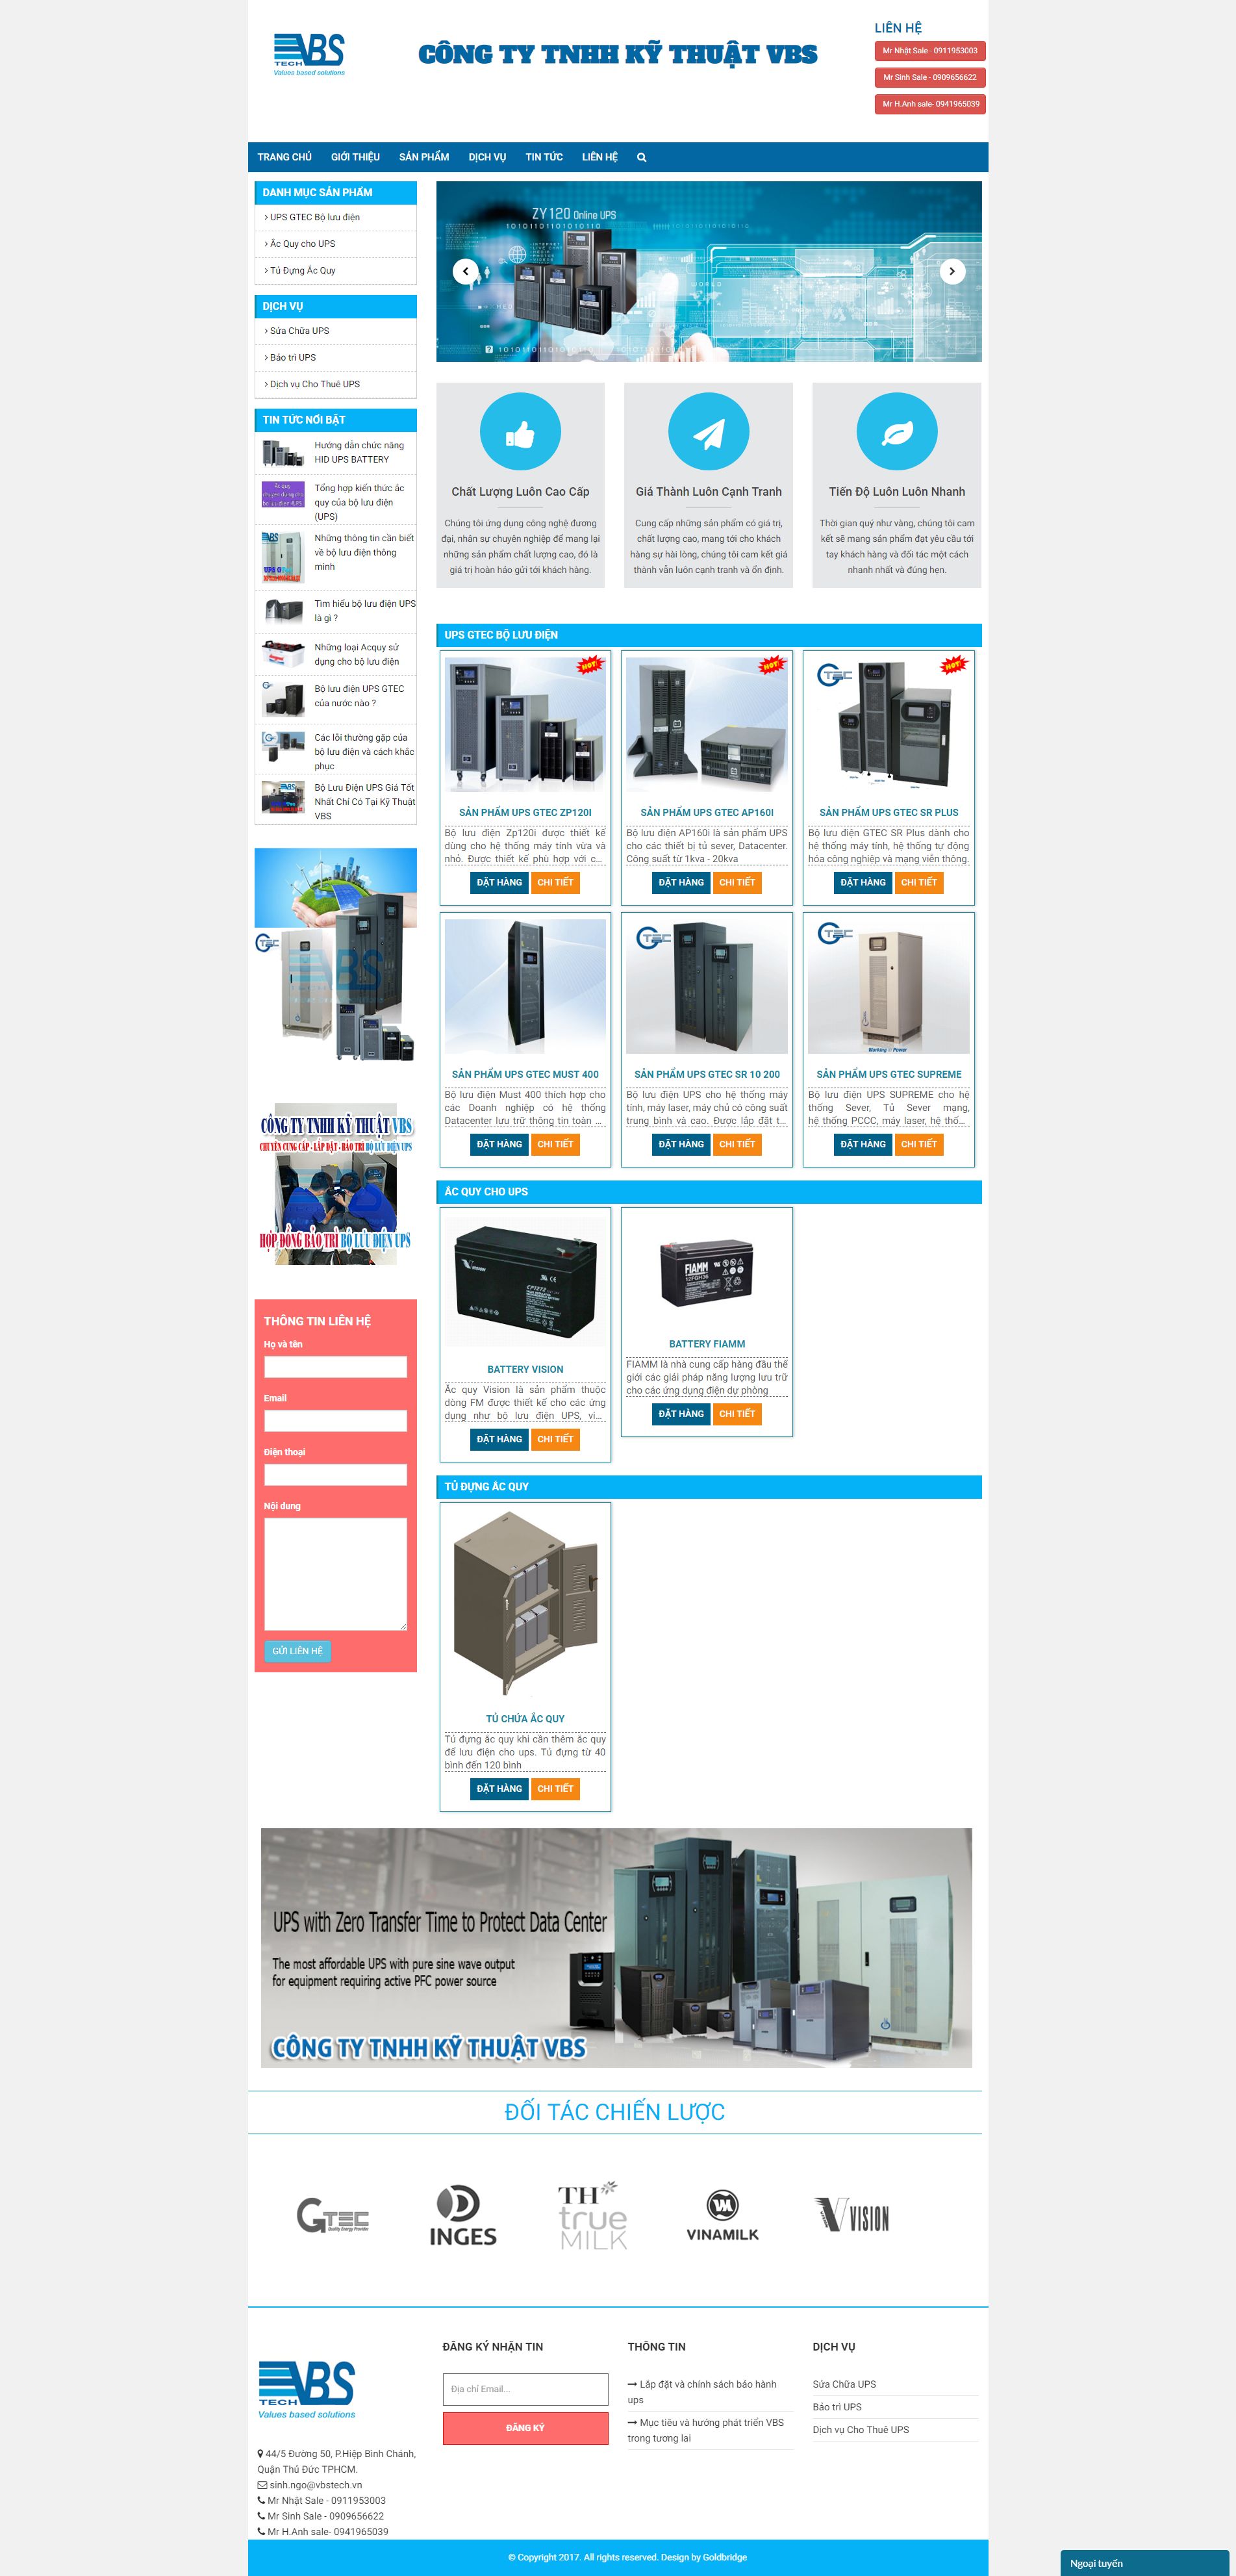 VBS
TECH
Values based solutions
CÔNG TY TNHH KỸ THUẬT VBS
LIÊN HỆ
Mr Nhật Sale - 0911953003
Mr Sinh Sale - 0909656622
Mr H.Anh sale- 0941965039
TRANG CHỦ GIỚI THIỆU SẢN PHẨM DỊCH VỤ TIN TỨC LIÊN HỆ
DANH MỤC SẢN PHẨM
UPS GTEC Bộ lưu điện
Ắc Quy cho UPS
Tủ Đựng Ắc Quy
DỊCH VỤ
Sửa Chữa UPS
Bảo trì UPS
Dịch vụ Cho Thuê UPS
TIN TỨC NỔI BẬT
Hướng dẫn chức năng
HID UPS BATTERY
Tổng hợp kiến thức ắc
quy của bộ lưu điện
(UPS)
Những thông tin cần biết
về bộ lưu điện thông
minh
Tìm hiểu bộ lưu điện UPS
là gì ?
Những loại Acquy sử
dụng cho bộ lưu điện
Bộ lưu điện UPS GTEC
của nước nào ?
Các lỗi thường gặp của
bộ lưu điện và cách khắc
phục
Bộ Lưu Điện UPS Giá Tốt
Nhất Chỉ Có Tại Kỹ Thuật
VBS
CÔNG TY TNHH KỸ THUẬT VBS
CHUYÊN CUNG CẤP - LẮP ĐẶT - BẢO TRÌ BỘ LƯU ĐIỆN UPS
HỢP ĐỒNG BẢO TRÌ BỘ LƯU ĐIỆN UPS
THÔNG TIN LIÊN HỆ
Họ và tên
Email
Điện thoại
Nội dung
GỬI LIÊN HỆ
ZY120 Online UPS
Chất Lượng Luôn Cao Cấp
Chúng tôi ứng dụng công nghệ đương
đại, nhân sự chuyên nghiệp để mang lại
những sản phẩm chất lượng cao, đó là
giá trị hoàn hảo gửi tới khách hàng.
Giá Thành Luôn Cạnh Tranh
Cung cấp những sản phẩm có giá trị,
chất lượng cao, mang tới cho khách
hàng sự hài lòng, chúng tôi cam kết giá
thành vẫn luôn cạnh tranh và ổn định.
Tiến Độ Luôn Luôn Nhanh
Thời gian quý như vàng, chúng tôi cam
kết sẽ mang sản phẩm đạt yêu cầu tới
tay khách hàng và đối tác một cách
nhanh nhất và đúng hẹn.
UPS GTEC BỘ LƯU ĐIỆN
HOT!
HOT!
GTEC
HOT!
SẢN PHẨM UPS GTEC ZP120I
Bộ lưu điện Zp120i được thiết kế
dùng cho hệ thống máy tính vừa và
nhỏ. Được thiết kế phù hợp với c...
ĐẶT HÀNG CHI TIẾT
SẢN PHẨM UPS GTEC AP160I
Bộ lưu điện AP160i là sản phẩm UPS
cho các thiết bị tủ sever, Datacenter.
Công suất từ 1kva - 20kva
ĐẶT HÀNG CHI TIẾT
SẢN PHẨM UPS GTEC SR PLUS
Bộ lưu điện GTEC SR Plus dành cho
hệ thống máy tính, hệ thống tự động
hóa công nghiệp và mạng viễn thông.
ĐẶT HÀNG CHI TIẾT
GTEC
GTEC
Working in Power
SẢN PHẨM UPS GTEC MUST 400
Bộ lưu điện Must 400 thích hợp cho
các Doanh nghiệp có hệ thống
Datacenter lưu trữ thông tin toàn ...
ĐẶT HÀNG CHI TIẾT
SẢN PHẨM UPS GTEC SR 10 200
Bộ lưu điện UPS cho hệ thống máy
tính, máy laser, máy chủ có công suất
trung bình và cao. Được lắp đặt t...
ĐẶT HÀNG CHI TIẾT
SẢN PHẨM UPS GTEC SUPREME
Bộ lưu điện UPS SUPREME cho hệ
thống Sever, Tủ Sever mạng,
hệ thống PCCC, máy laser, hệ thố...
ĐẶT HÀNG CHI TIẾT
ẮC QUY CHO UPS
VISION
CP1272
BATTERY VISION
Ắc quy Vision là sản phẩm thuộc
dòng FM được thiết kế cho các ứng
dụng như bộ lưu điện UPS, vi...
ĐẶT HÀNG CHI TIẾT
FIAMM
12FGH36
BATTERY FIAMM
FIAMM là nhà cung cấp hàng đầu thế
giới các giải pháp năng lượng lưu trữ
cho các ứng dụng điện dự phòng
ĐẶT HÀNG CHI TIẾT
TỦ ĐỰNG ẮC QUY
TỦ CHỨA ẮC QUY
Tủ đựng ắc quy khi cần thêm ắc quy
để lưu điện cho ups. Tủ đựng từ 40
bình đến 120 bình
ĐẶT HÀNG CHI TIẾT
UPS with Zero Transfer Time to Protect Data Center
The most affordable UPS with pure sine wave output
for equipment requiring active PFC power source
CÔNG TY TNHH KỸ THUẬT VBS
ĐỐI TÁC CHIẾN LƯỢC
GTEC
Quality Energy Provider
INGES
TH
true
MILK
VINAMILK
VISION
VBS
TECH
Values based solutions
44/5 Đường 50, P.Hiệp Bình Chánh,
Quận Thủ Đức TPHCM.
sinh.ngo@vbstech.vn
Mr Nhật Sale - 0911953003
Mr Sinh Sale - 0909656622
Mr H.Anh sale- 0941965039
ĐĂNG KÝ NHẬN TIN
Địa chỉ Email...
ĐĂNG KÝ
THÔNG TIN
Lắp đặt và chính sách bảo hành
ups
Mục tiêu và hướng phát triển VBS
trong tương lai
DỊCH VỤ
Sửa Chữa UPS
Bảo trì UPS
Dịch vụ Cho Thuê UPS
© Copyright 2017. All rights reserved. Design by Goldbridge
Ngoại tuyến